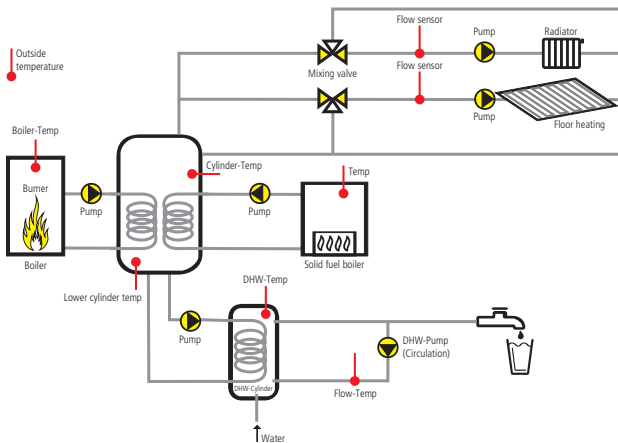 Flow sensor
Pump
Radiator
Outside
temperature
Mixing valve
Flow sensor
Pump
Floor heating
Boiler-Temp
Burner
Boiler
Pump
Cylinder-Temp
Pump
Temp
Solid fuel boiler
Lower cylinder temp
DHW-Temp
Pump
DHW-Pump
(Circulation)
DHW-Cylinder
Flow-Temp
Water